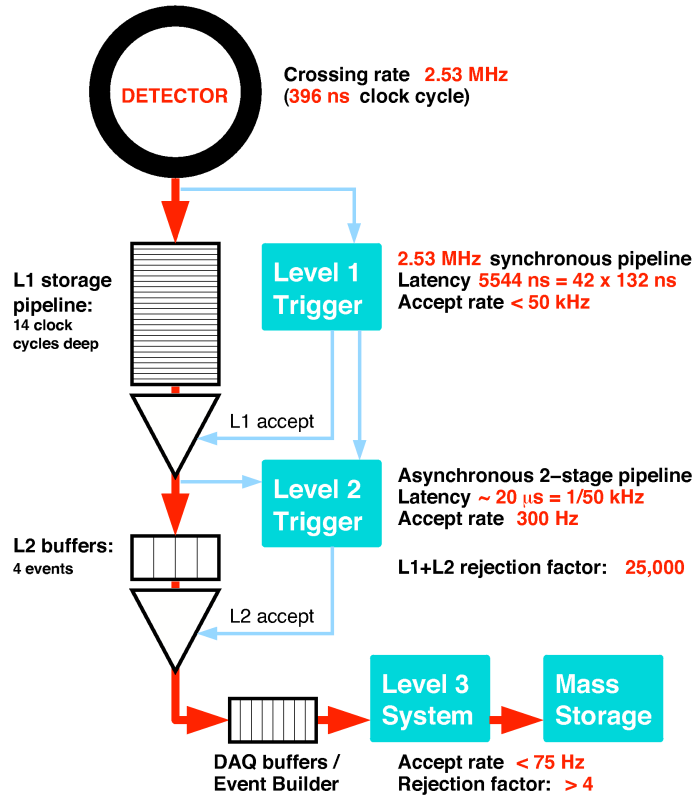 DETECTOR
Crossing rate 2.53 MHz
(396 ns clock cycle)
L1 storage
pipeline:
14 clock
cycles deep
Level 1
Trigger
2.53 MHz synchronous pipeline
Latency 5544 ns = 42 x 132 ns
Accept rate < 50 kHz
L1 accept
Level 2
Trigger
Asynchronous 2−stage pipeline
Latency ~ 20 µs = 1/50 kHz
Accept rate 300 Hz
L2 buffers:
4 events
L1+L2 rejection factor: 25,000
L2 accept
Level 3
System
Mass
Storage
DAQ buffers /
Event Builder
Accept rate < 75 Hz
Rejection factor: > 4